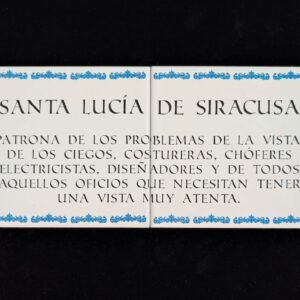 SANTA LUCÍA DE SIRACUSA
PATRONA DE LOS PROBLEMAS DE LA VISTA
DE LOS CIEGOS, COSTURERAS, CHÓFERES
ELECTRICISTAS, DISEÑADORES Y DE TODOS
AQUELLOS OFICIOS QUE NECESITAN TENER
UNA VISTA MUY ATENTA.